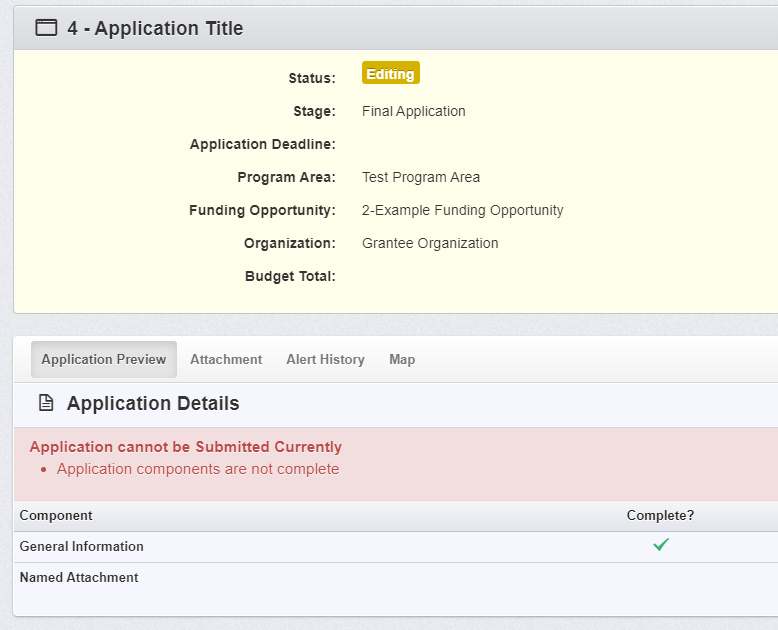 4 - Application Title
Status: Editing
Stage: Final Application
Application Deadline:
Program Area: Test Program Area
Funding Opportunity: 2-Example Funding Opportunity
Organization: Grantee Organization
Budget Total:
Application Preview Attachment Alert History Map
Application Details
Application cannot be Submitted Currently
• Application components are not complete
Component Complete?
General Information
Named Attachment